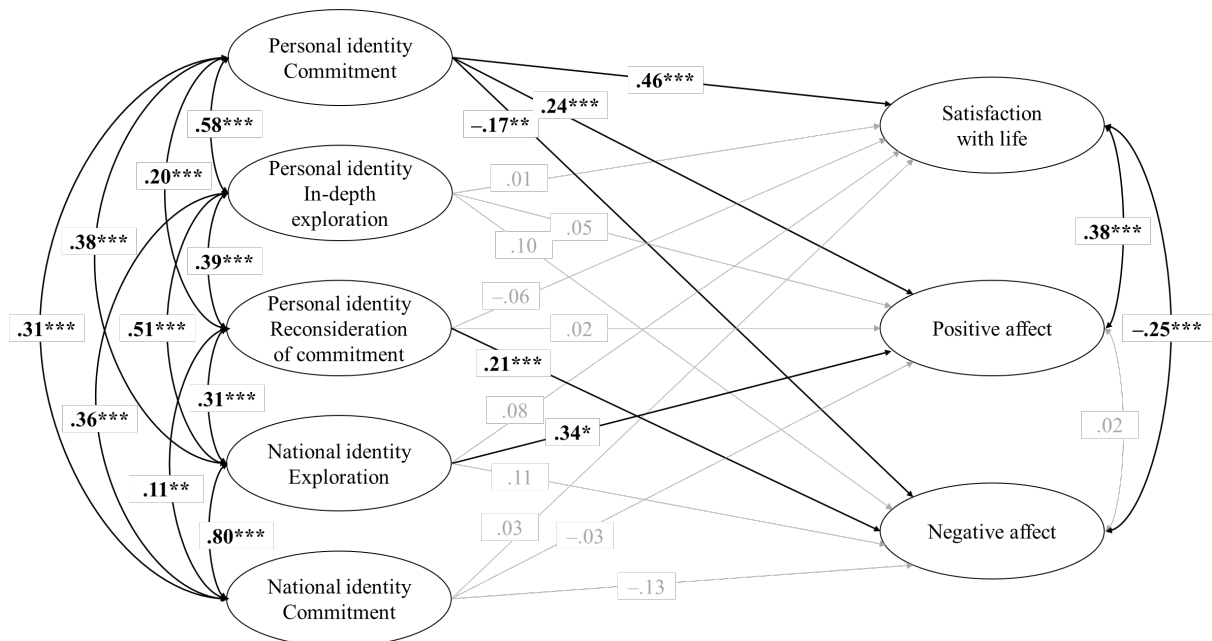 Personal identity
Commitment
.46***
.24***
–.17**
Satisfaction
with life
.58***
.20***
Personal identity
In-depth
exploration
.01
.05
.10
.38***
.38***
.39***
–.06
Personal identity
Reconsideration
of commitment
.31***
.51***
.02
Positive affect
–.25***
.21***
.31***
.36***
.08
.34*
.02
National identity
Exploration
.11
.11**
.80***
.03
–.03
Negative affect
National identity
Commitment
–.13